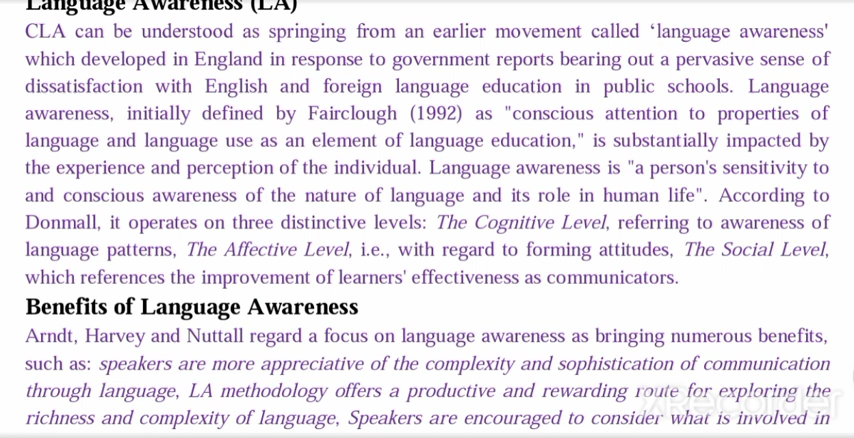 Language Awareness (LA)
CLA can be understood as springing from an earlier movement called ‘language awareness'
which developed in England in response to government reports bearing out a pervasive sense of
dissatisfaction with English and foreign language education in public schools. Language
awareness, initially defined by Fairclough (1992) as "conscious attention to properties of
language and language use as an element of language education," is substantially impacted by
the experience and perception of the individual. Language awareness is "a person's sensitivity to
and conscious awareness of the nature of language and its role in human life". According to
Donmall, it operates on three distinctive levels: The Cognitive Level, referring to awareness of
language patterns, The Affective Level, i.e., with regard to forming attitudes, The Social Level,
which references the improvement of learners' effectiveness as communicators.
Benefits of Language Awareness
Arndt, Harvey and Nuttall regard a focus on language awareness as bringing numerous benefits,
such as: speakers are more appreciative of the complexity and sophistication of communication
through language, LA methodology offers a productive and rewarding route for exploring the
richness and complexity of language, Speakers are encouraged to consider what is involved in
XRecorder